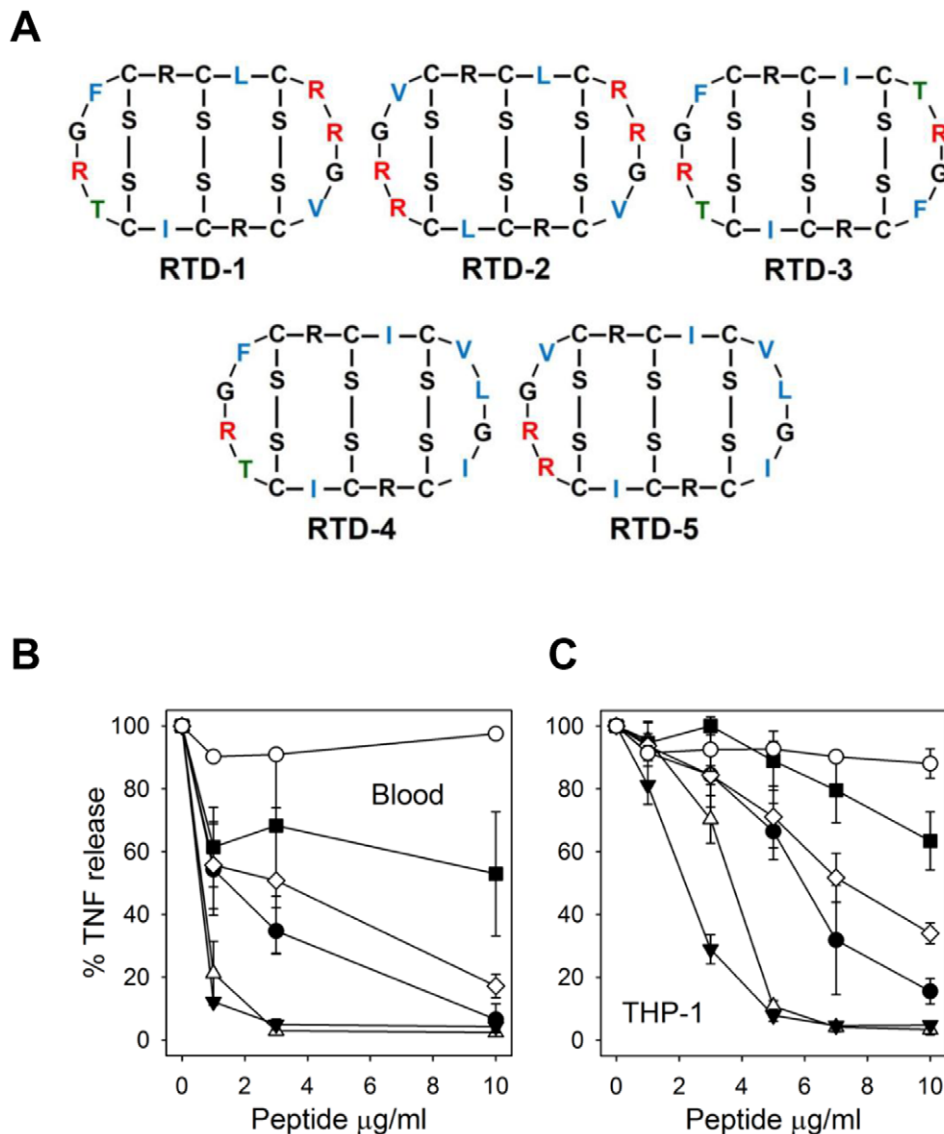 A
C-R-C-L-C
F R
G S S S R
R S S S G
T V
C-I-C-R-C
RTD-1
C-R-C-L-C
V R
G S S S R
R S S S G
R V
C-L-C-R-C
RTD-2
C-R-C-I-C
F T
G S S S R
R S S S G
T F
C-I-C-R-C
RTD-3
C-R-C-I-C
F V
G S S S L
R S S S G
T I
C-I-C-R-C
RTD-4
C-R-C-I-C
V V
G S S S L
R S S S G
R I
C-I-C-R-C
RTD-5
B
% TNF release
100
80
60
40
20
0
Blood
0 2 4 6 8 10
Peptide μg/ml
C
100
80
60
40
20
0
THP-1
0 2 4 6 8 10
Peptide μg/ml